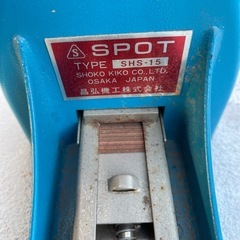 S SPOT
TYPE SHS-15
SHOKO KIKO CO., LTD.
OSAKA JAPAN
昌弘機工株式会社